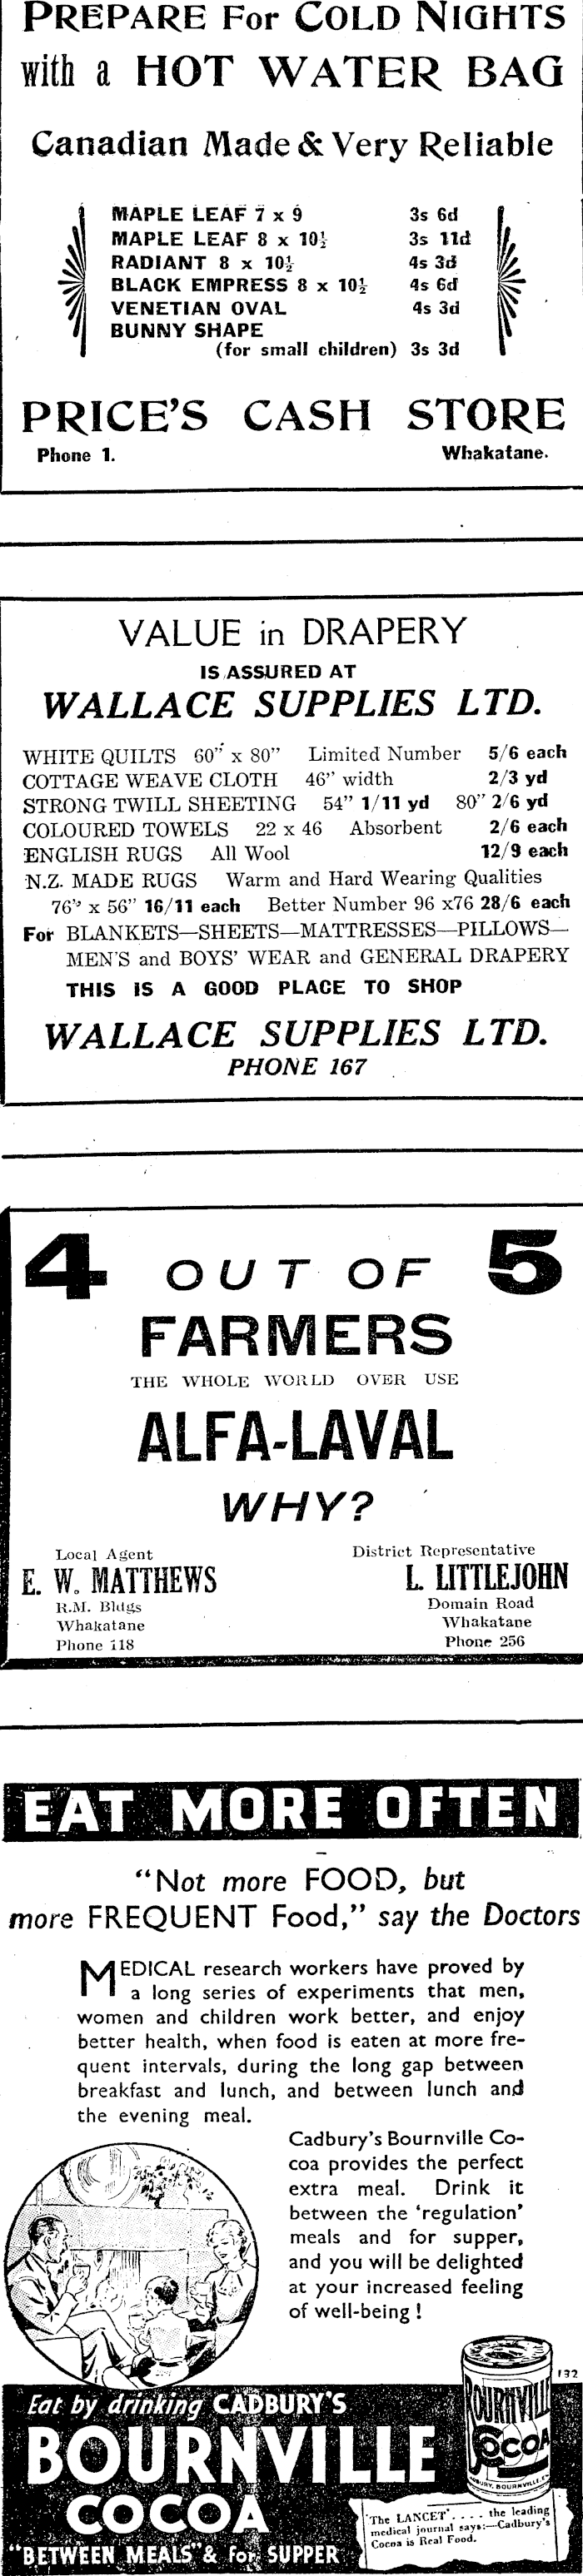 PREPARE For COLD NIGHTS
with a HOT WATER BAG
Canadian Made & Very Reliable
MAPLE LEAF 7 x 9 3s 6d
MAPLE LEAF 8 x 10½ 3s 11d
RADIANT 8 x 10½ 4s 3d
BLACK EMPRESS 8 x 10½ 4s 6d
VENETIAN OVAL 4s 3d
BUNNY SHAPE
(for small children) 3s 3d
PRICE'S CASH STORE
Phone 1. Whakatane.
VALUE in DRAPERY
IS ASSURED AT
WALLACE SUPPLIES LTD.
WHITE QUILTS 60" x 80" Limited Number 5/6 each
COTTAGE WEAVE CLOTH 46" width 2/3 yd
STRONG TWILL SHEETING 54" 1/11 yd 80" 2/6 yd
COLOURED TOWELS 22 x 46 Absorbent 2/6 each
ENGLISH RUGS All Wool 12/9 each
N.Z. MADE RUGS Warm and Hard Wearing Qualities
76" x 56" 16/11 each Better Number 96 x76 28/6 each
For BLANKETS—SHEETS—MATTRESSES—PILLOWS—
MEN'S and BOYS' WEAR and GENERAL DRAPERY
THIS IS A GOOD PLACE TO SHOP
WALLACE SUPPLIES LTD.
PHONE 167
4 OUT OF 5
FARMERS
THE WHOLE WORLD OVER USE
ALFA-LAVAL
WHY?
Local Agent District Representative
E. W. MATTHEWS L. LITTLEJOHN
R.M. Bldgs Domain Road
Whakatane Whakatane
Phone 118 Phone 256
EAT MORE OFTEN
"Not more FOOD, but
more FREQUENT Food," say the Doctors
MEDICAL research workers have proved by
a long series of experiments that men,
women and children work better, and enjoy
better health, when food is eaten at more fre-
quent intervals, during the long gap between
breakfast and lunch, and between lunch and
the evening meal.
Cadbury's Bournville Co-
coa provides the perfect
extra meal. Drink it
between the 'regulation'
meals and for supper,
and you will be delighted
at your increased feeling
of well-being !
132
Eat by drinking CADBURY'S
BOURNVILLE
COCOA
"BETWEEN MEALS" & for SUPPER
BOURNVILLE
COCOA
CADBURY, BOURNVILLE
'The LANCET' . . . . the leading
medical journal says:—Cadbury's
Cocoa is Real Food.